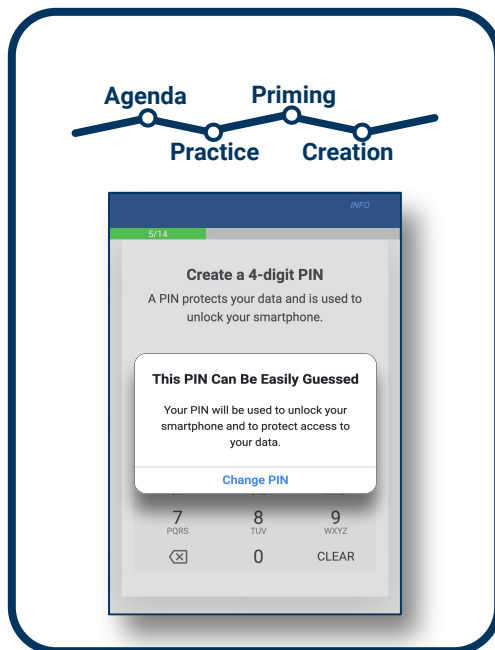 Agenda
Priming
Practice
Creation
INFO
5/14
Create a 4-digit PIN
A PIN protects your data and is used to
unlock your smartphone.
This PIN Can Be Easily Guessed
Your PIN will be used to unlock your
smartphone and to protect access to
your data.
Change PIN
7 8 9
PQRS TUV WXYZ
0 CLEAR